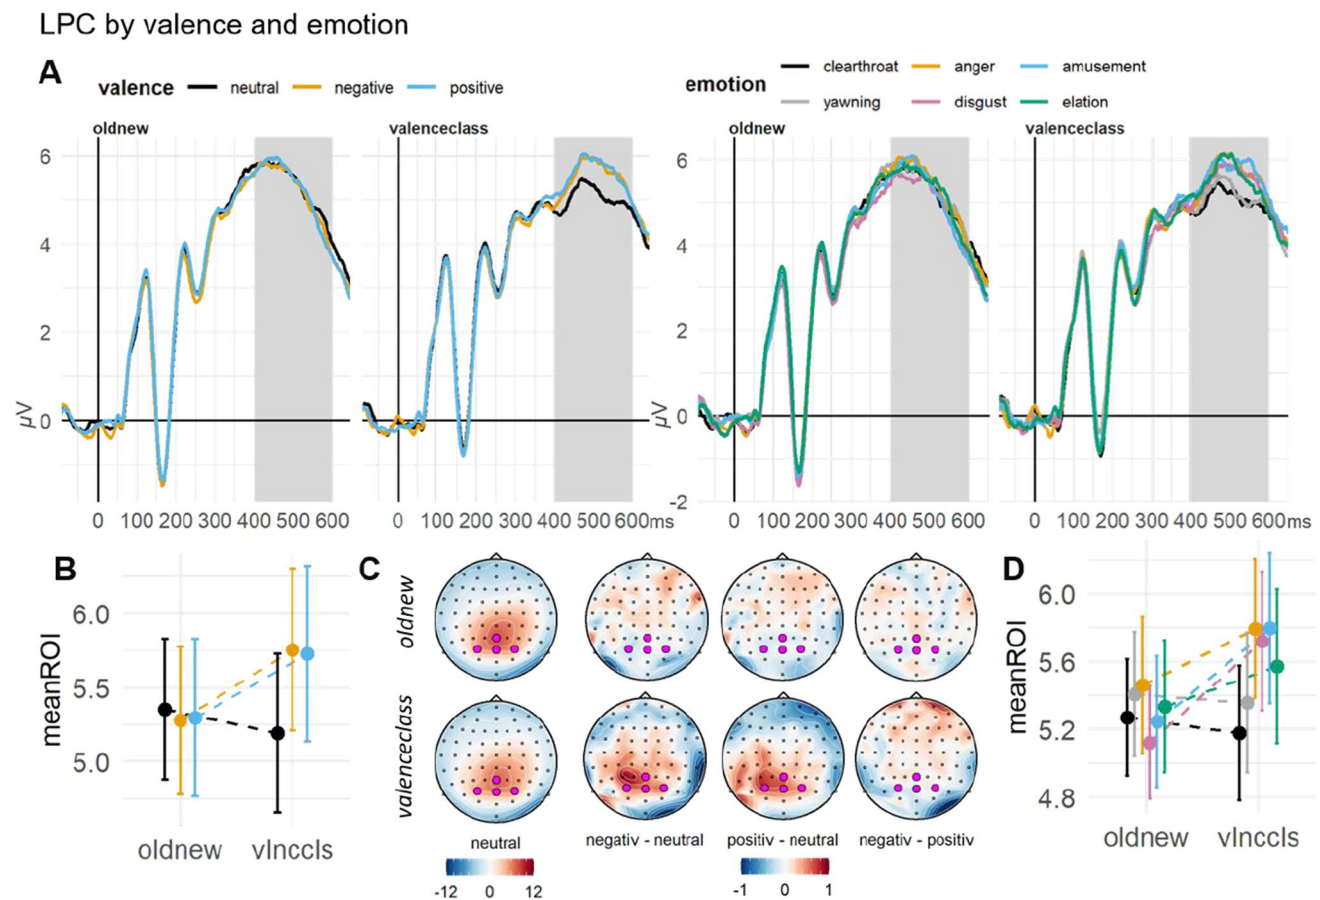 LPC by valence and emotion
A
valence neutral negative positive
emotion clearthroat anger amusement
yawning disgust elation
oldnew valenceclass oldnew valenceclass
6 6
4 4
2 2
0 0
μV μV
-2
0 100 200 300 400 500 600 0 100 200 300 400 500 600ms 0 100 200 300 400 500 600 0 100 200 300 400 500 600ms
B
meanROI
6.0
5.5
5.0
oldnew vlnccls
C
oldnew
valenceclass
neutral negativ - neutral positiv - neutral negativ - positiv
-12 0 12 -1 0 1
D
meanROI
6.0
5.6
5.2
4.8
oldnew vlnccls